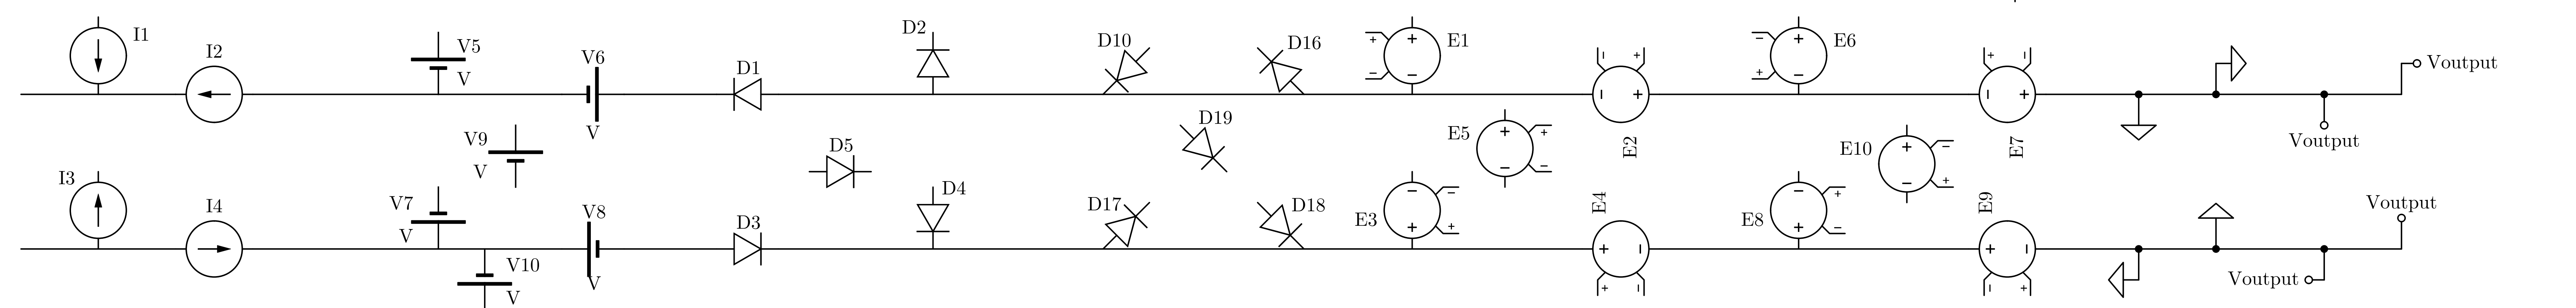 I1
I2
V5
V
V6
V
D1
D2
D10
D16
E1
E2
E6
E7
Voutput
Voutput
V9
V
D5
D19
E5
E10
I3
I4
V7
V
V10
V
V8
V
D3
D4
D17
D18
E3
E4
E8
E9
Voutput
Voutput